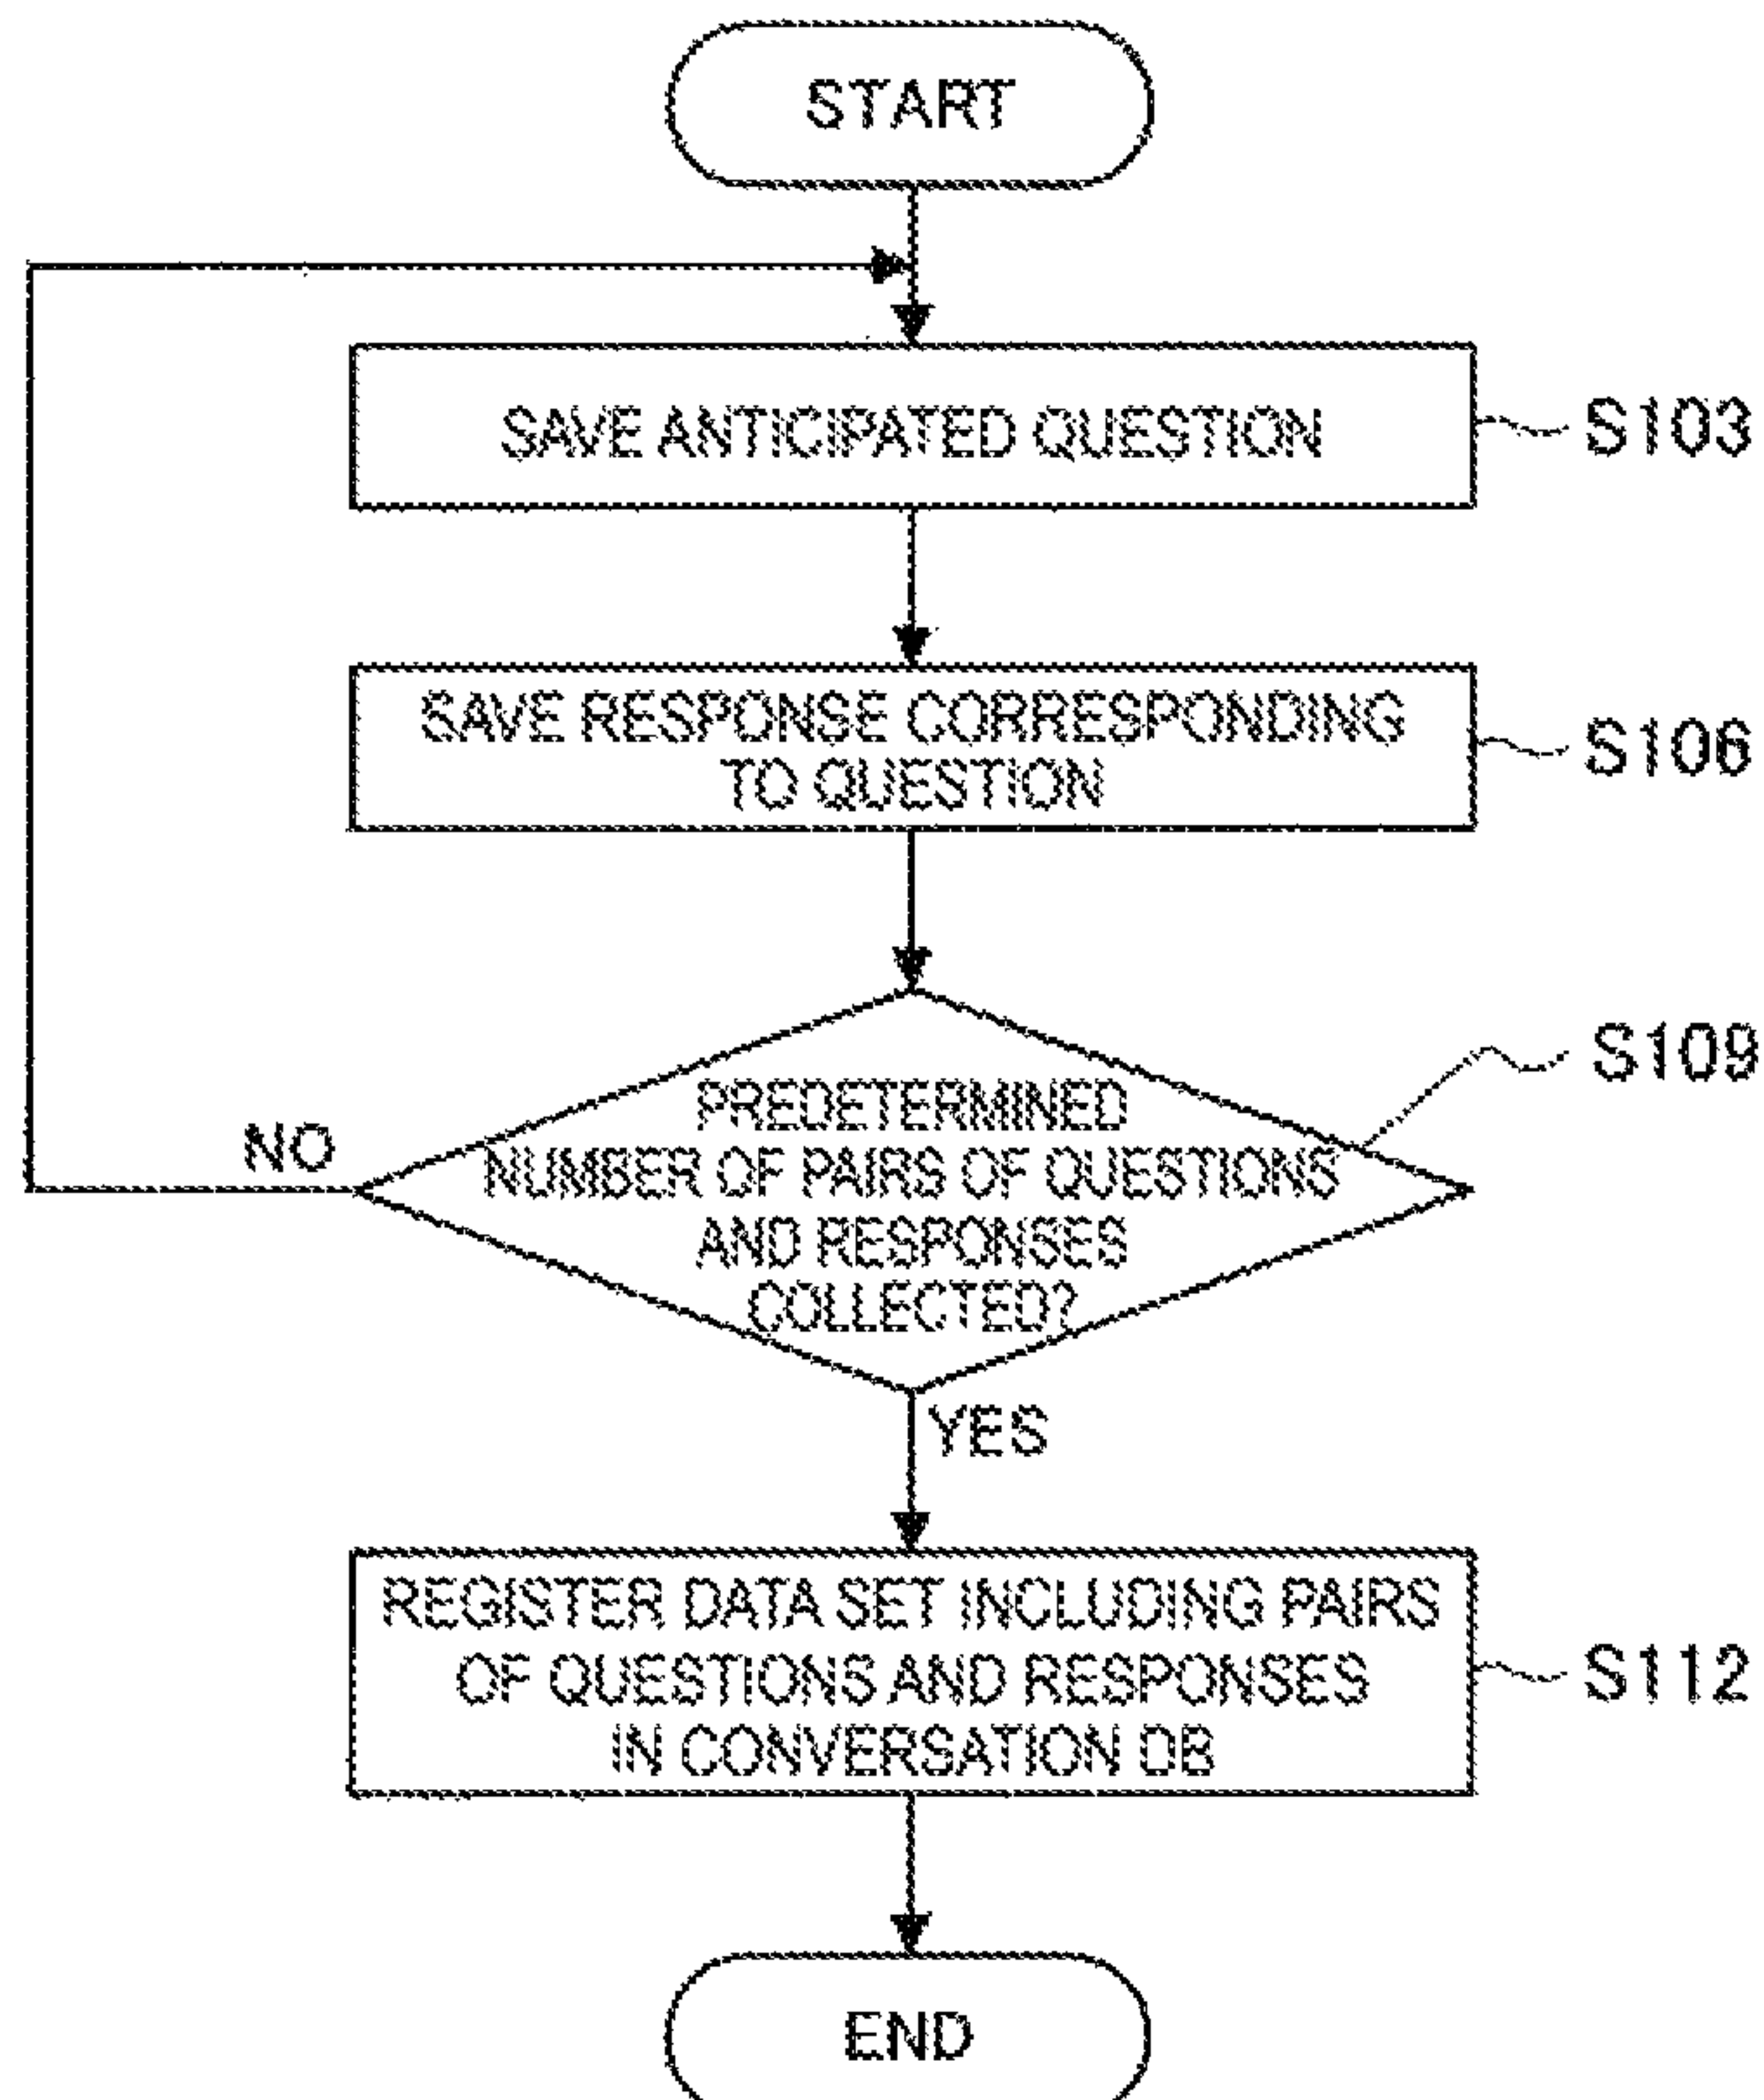 START
SAVE ANTICIPATED QUESTION
S103
SAVE RESPONSE CORRESPONDING
TO QUESTION
S106
S109
PREDETERMINED
NUMBER OF PAIRS OF QUESTIONS
AND RESPONSES
COLLECTED?
NO
YES
REGISTER DATA SET INCLUDING PAIRS
OF QUESTIONS AND RESPONSES
IN CONVERSATION DB
S112
END